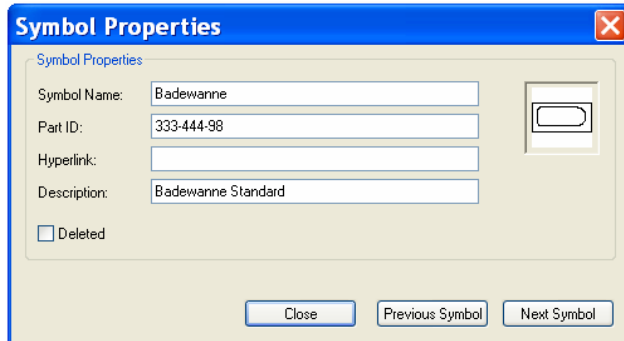 Symbol Properties
Symbol Properties
Symbol Name: Badewanne
Part ID: 333-444-98
Hyperlink:
Description: Badewanne Standard
Deleted
Close Previous Symbol Next Symbol